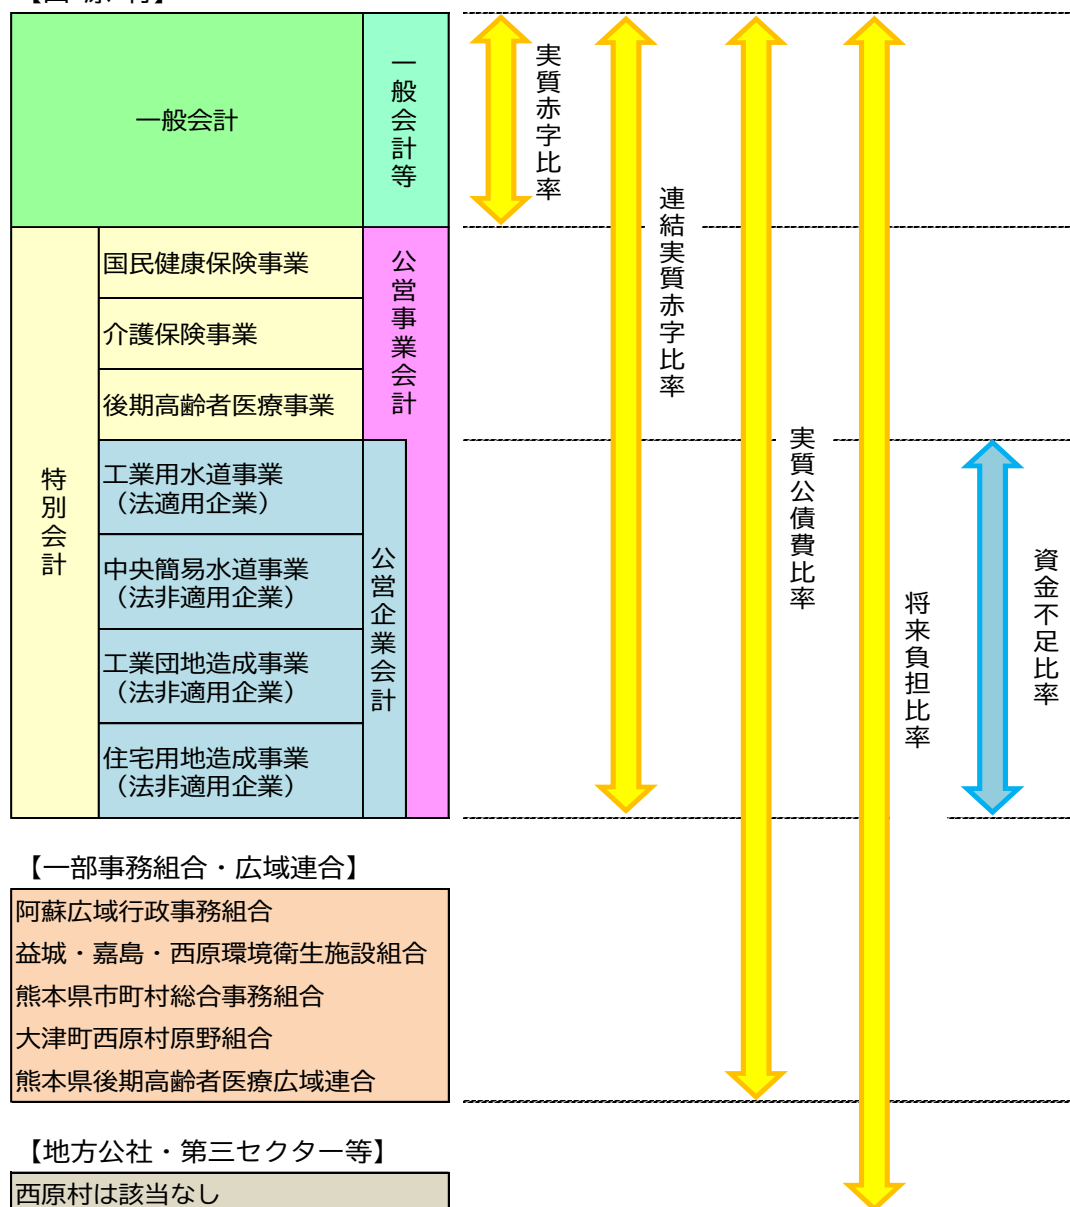 一般会計
一般会計等
特別会計
国民健康保険事業
介護保険事業
後期高齢者医療事業
公営事業会計
工業用水道事業
（法適用企業）
中央簡易水道事業
（法非適用企業）
工業団地造成事業
（法非適用企業）
住宅用地造成事業
（法非適用企業）
公営企業会計
実質赤字比率
連結実質赤字比率
実質公債費比率
将来負担比率
資金不足比率
【一部事務組合・広域連合】
阿蘇広域行政事務組合
益城・嘉島・西原環境衛生施設組合
熊本県市町村総合事務組合
大津町西原村原野組合
熊本県後期高齢者医療広域連合
【地方公社・第三セクター等】
西原村は該当なし